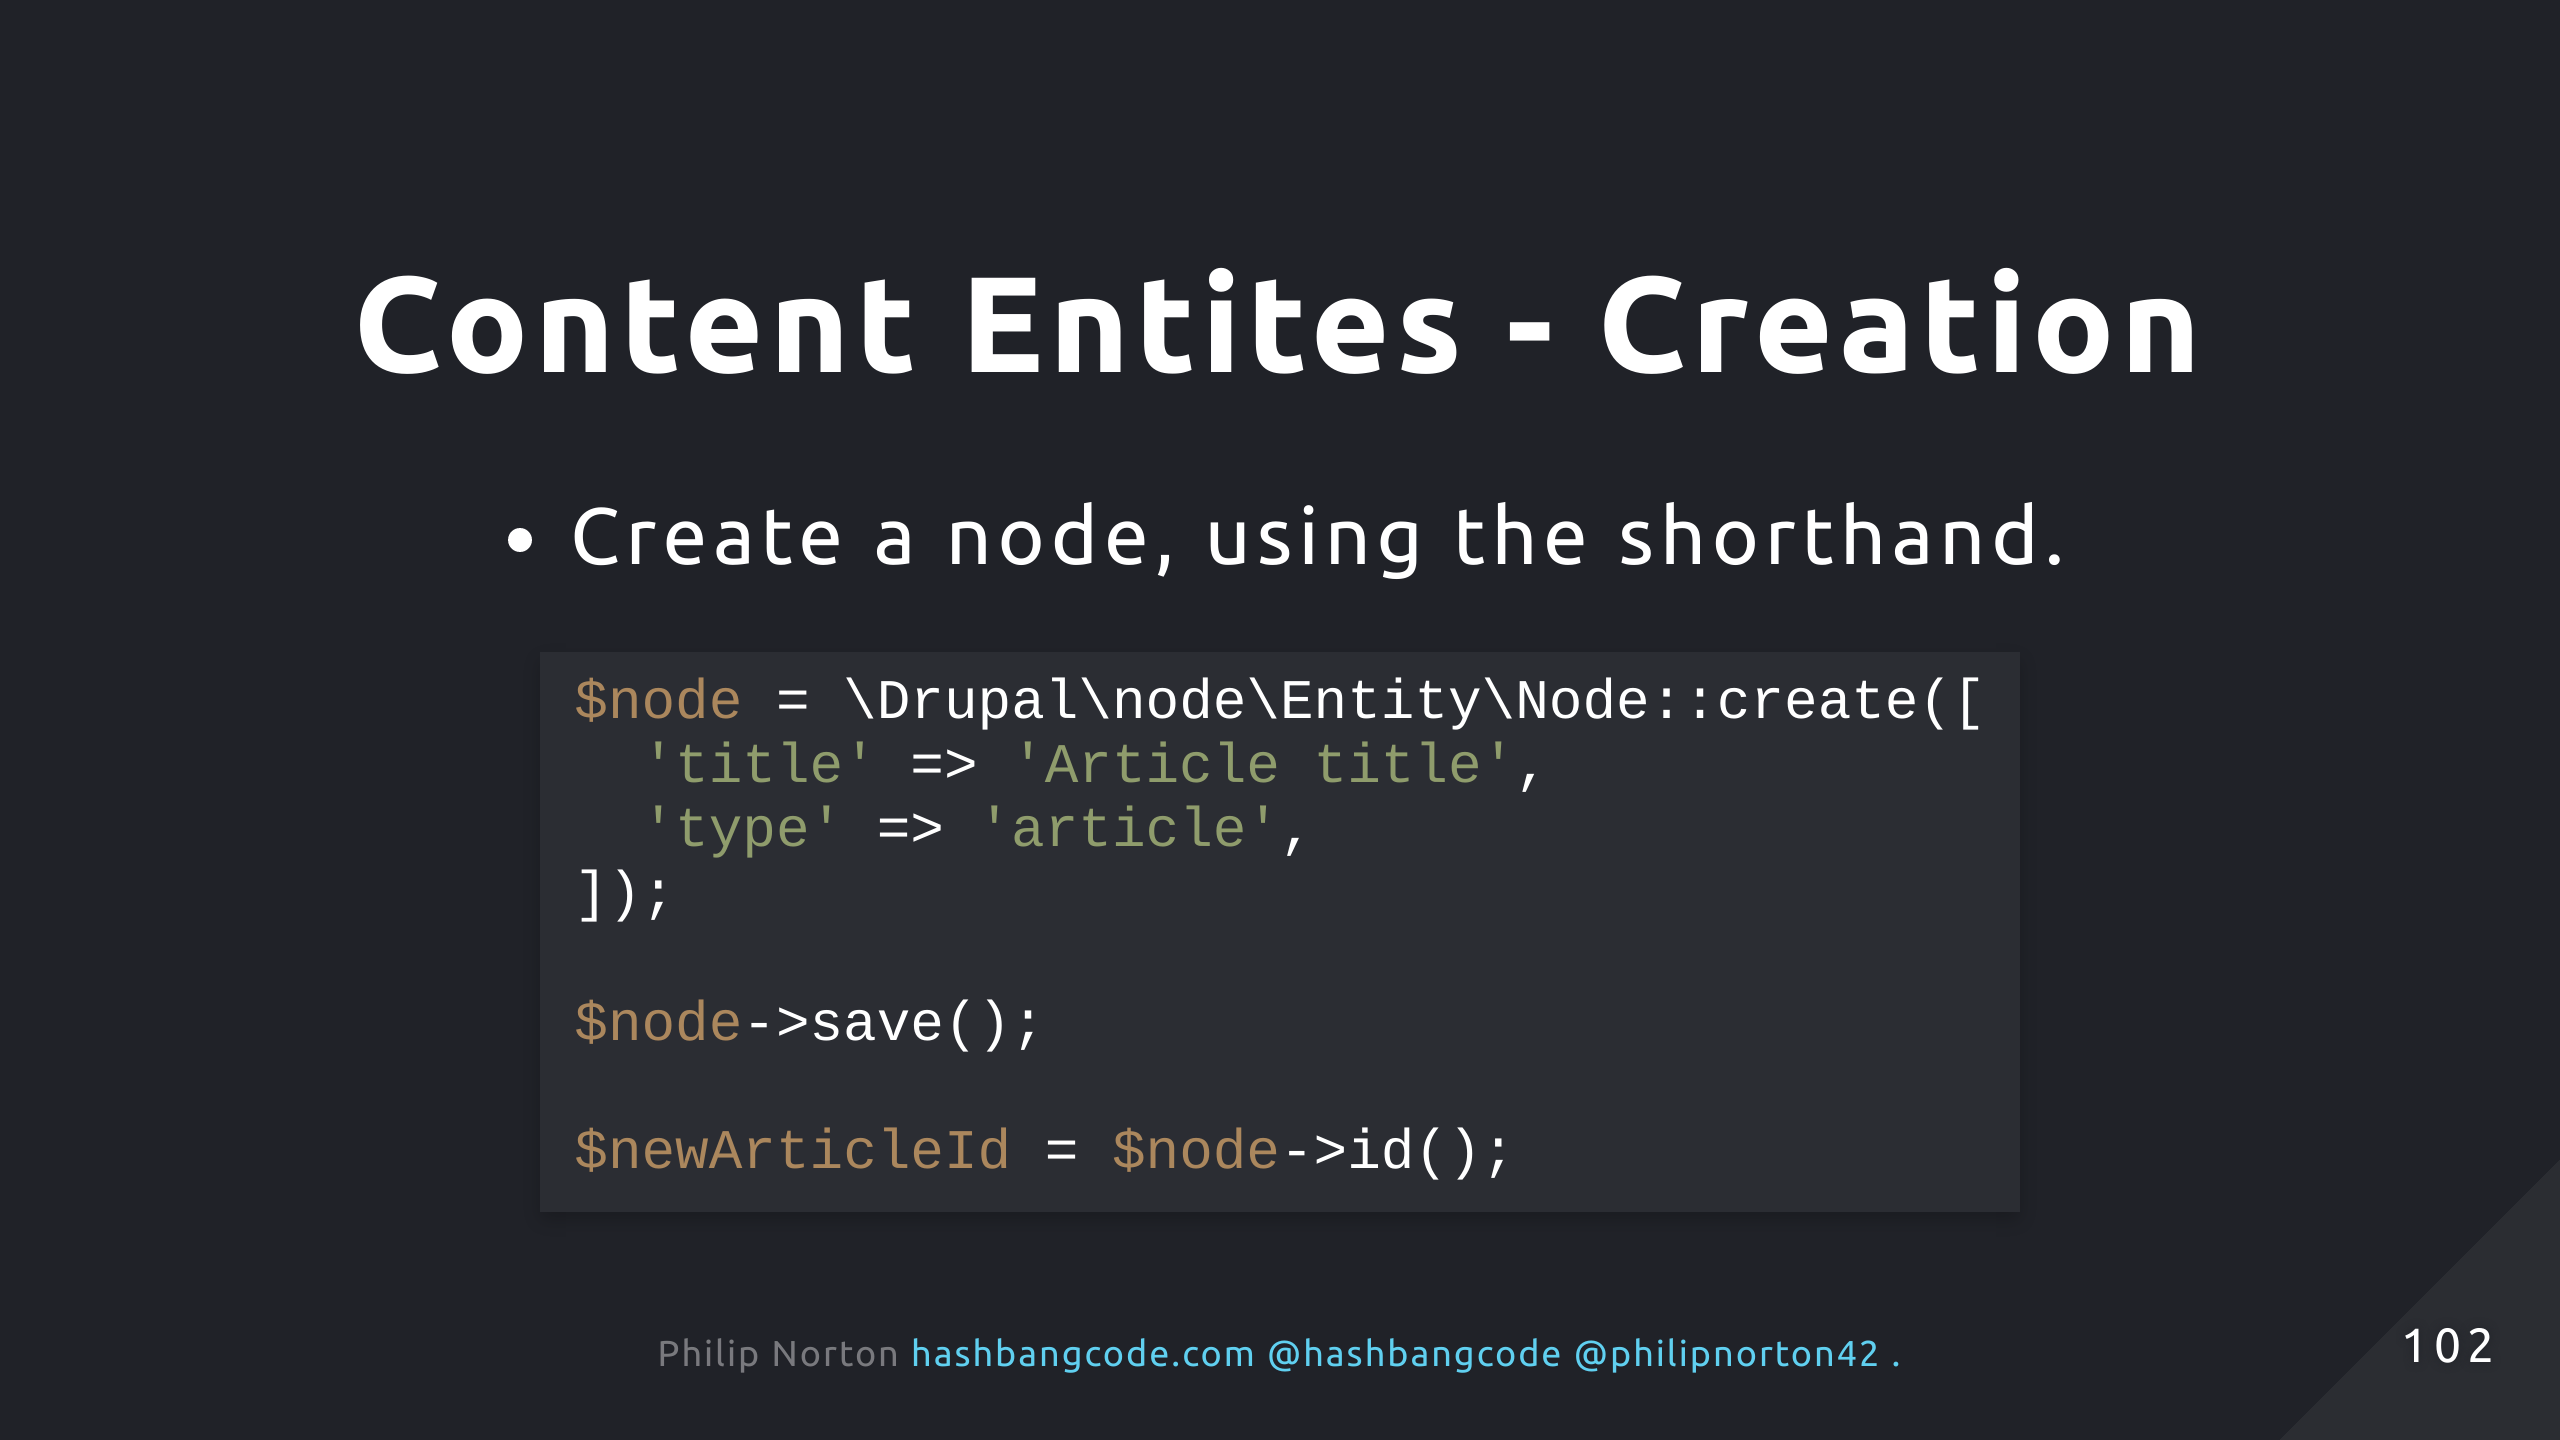 Content Entites - Creation
• Create a node, using the shorthand.
$node = \Drupal\node\Entity\Node::create([
  'title' => 'Article title',
  'type' => 'article',
]);
$node->save();
$newArticleId = $node->id();
Philip Norton hashbangcode.com @hashbangcode @philipnorton42 .
102